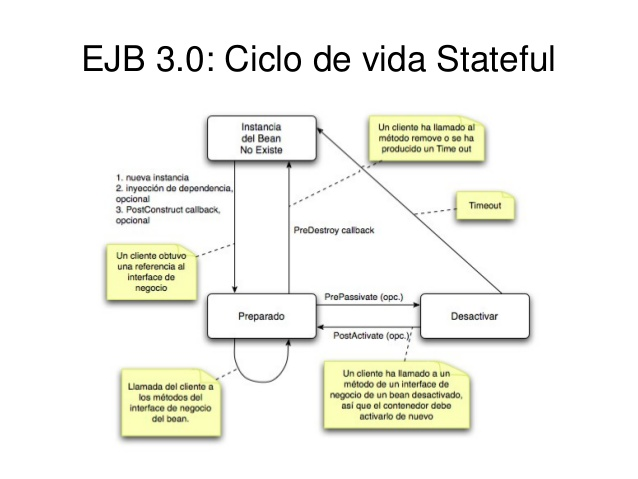 EJB 3.0: Ciclo de vida Stateful
Instancia
del Bean
No Existe
Un cliente ha llamado al
método remove o se ha
producido un Time out
1. nueva instancia
2. inyección de dependencia,
opcional
3. PostConstruct callback,
opcional
Timeout
PreDestroy callback
Un cliente obtuvo
una referencia al
interface de
negocio
PrePassivate (opc.)
Preparado
Desactivar
PostActivate (opc.)
Llamada del cliente a
los métodos del
interface de negocio
del bean.
Un cliente ha llamado a un
método de un interface de
negocio de un bean desactivado,
así que el contenedor debe
activarlo de nuevo